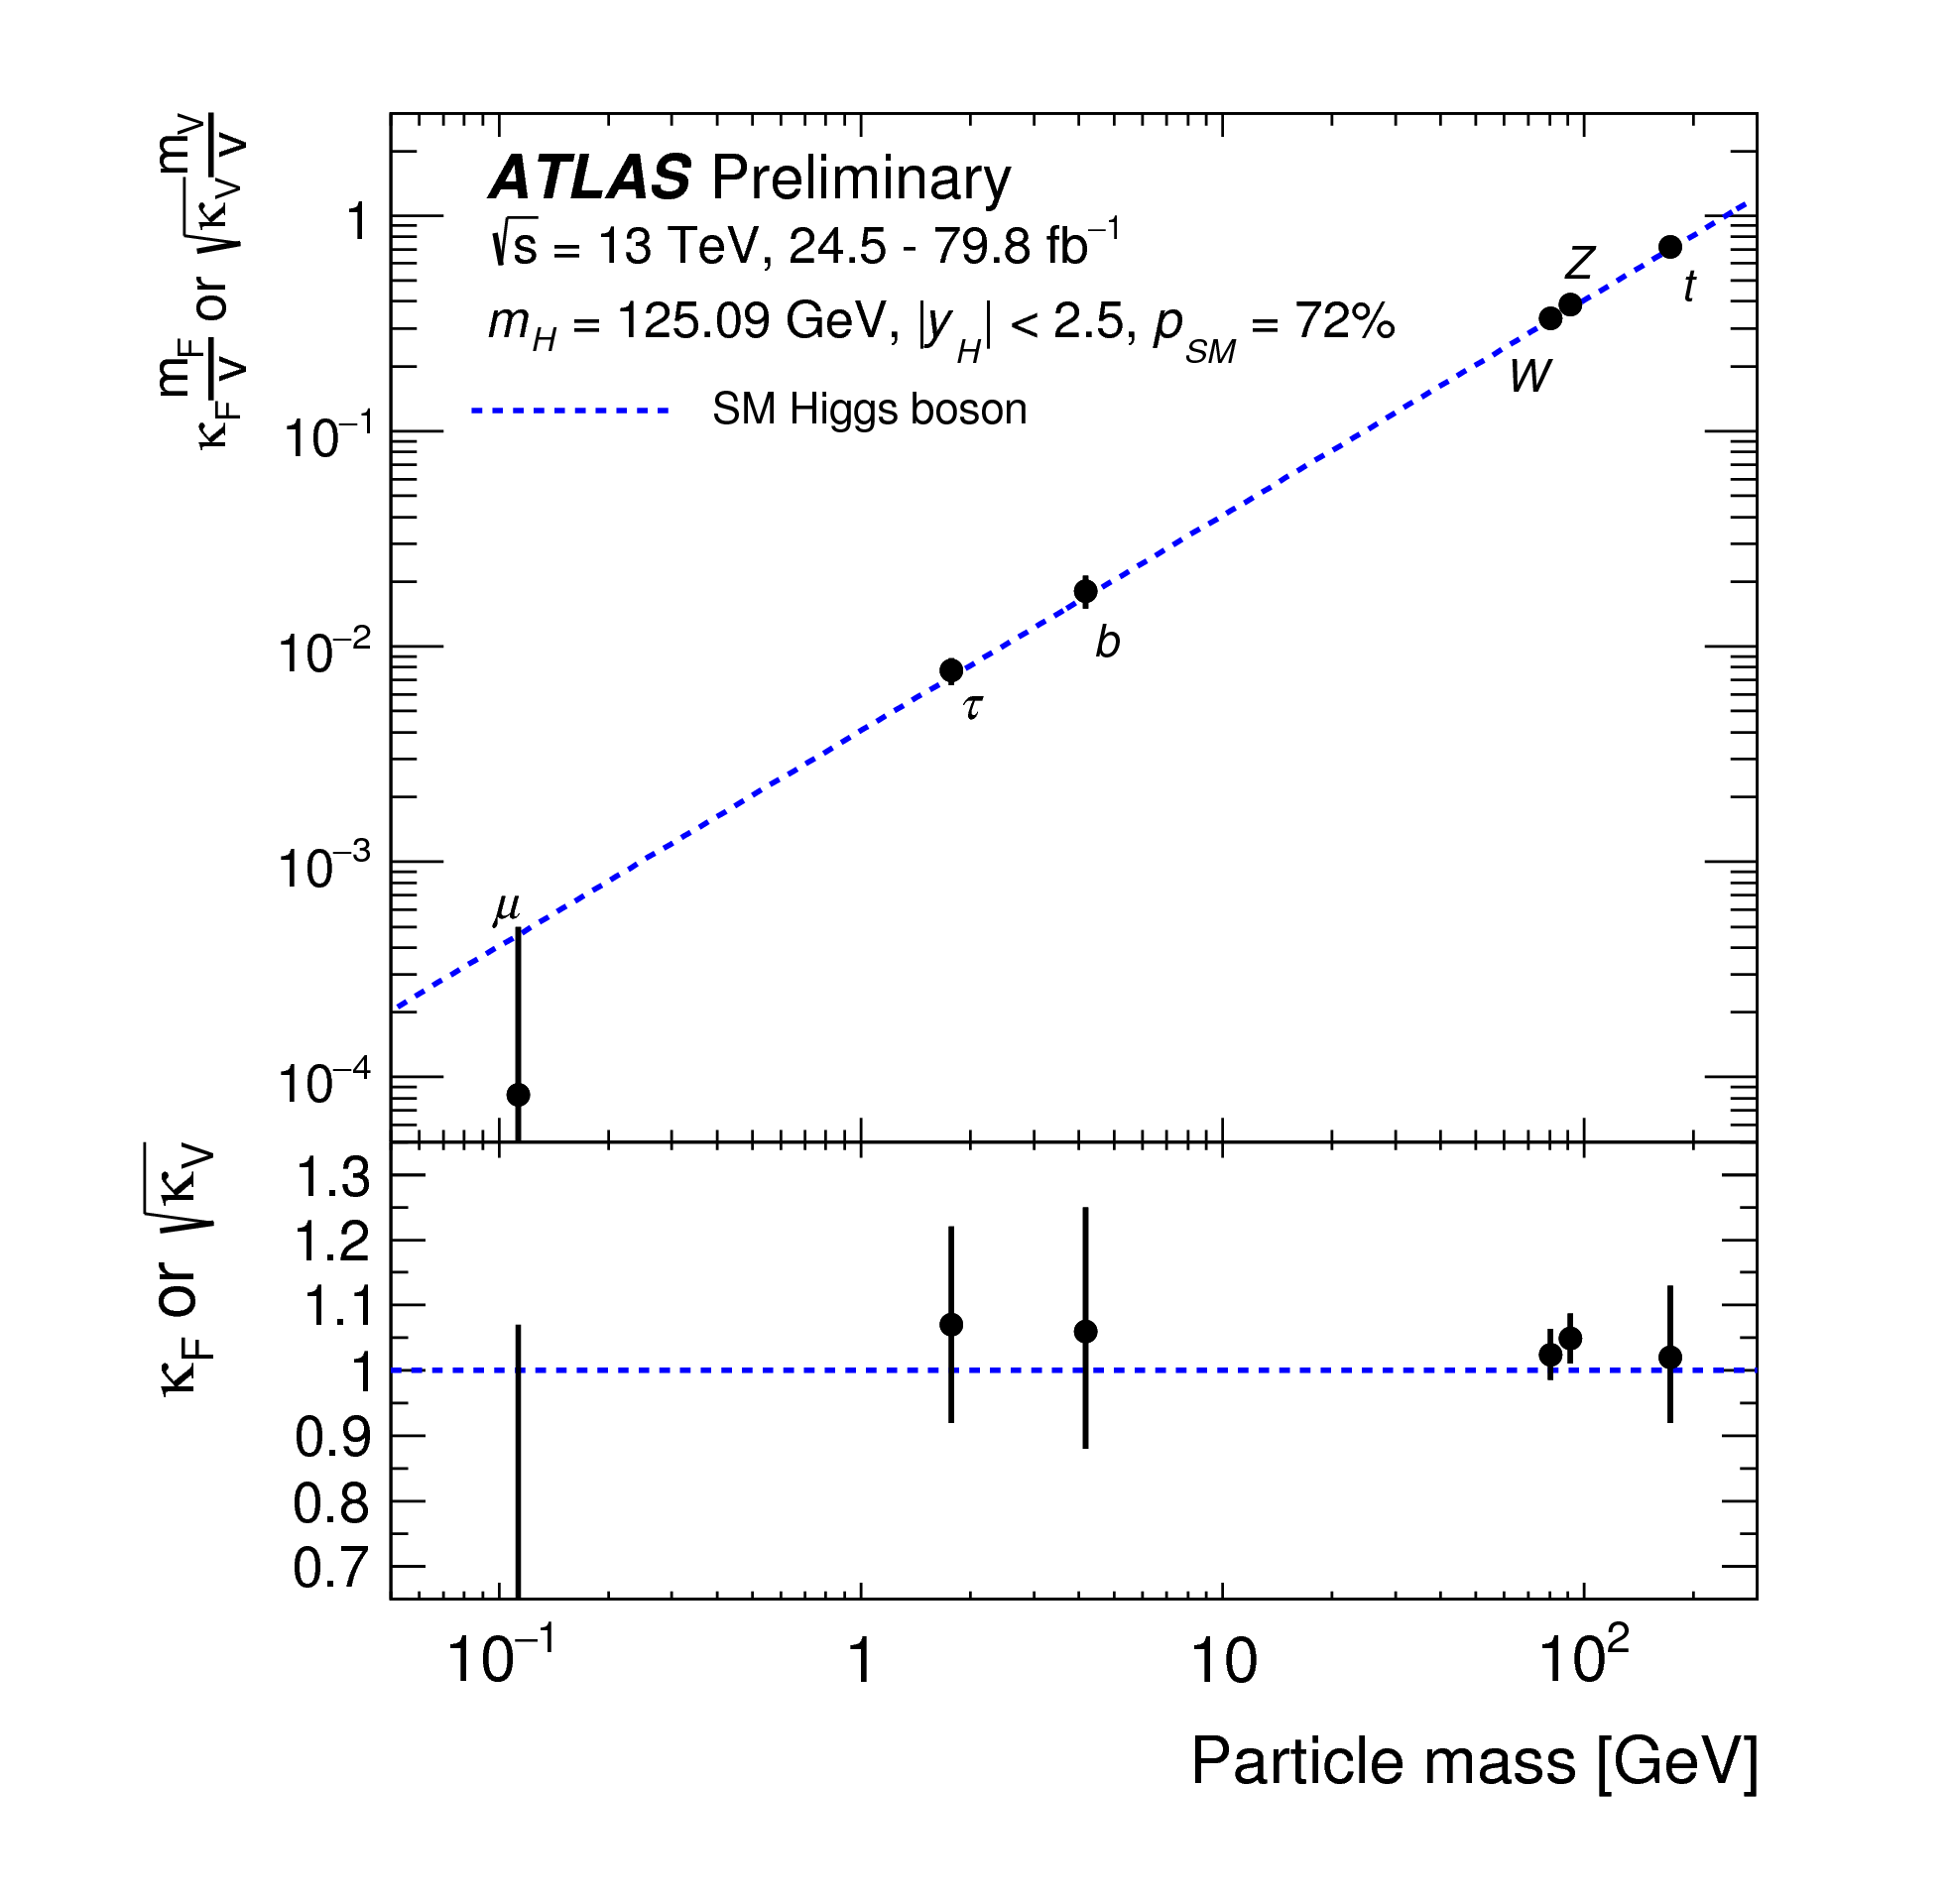 κ_F m_F/v or √κ_V m_V/v
ATLAS Preliminary
√s = 13 TeV, 24.5 - 79.8 fb⁻¹
m_H = 125.09 GeV, |y_H| < 2.5, p_SM = 72%
SM Higgs boson
1
10⁻¹
10⁻²
10⁻³
10⁻⁴
Z
t
W
b
τ
μ
κ_F or √κ_V
1.3
1.2
1.1
1
0.9
0.8
0.7
10⁻¹ 1 10 10²
Particle mass [GeV]